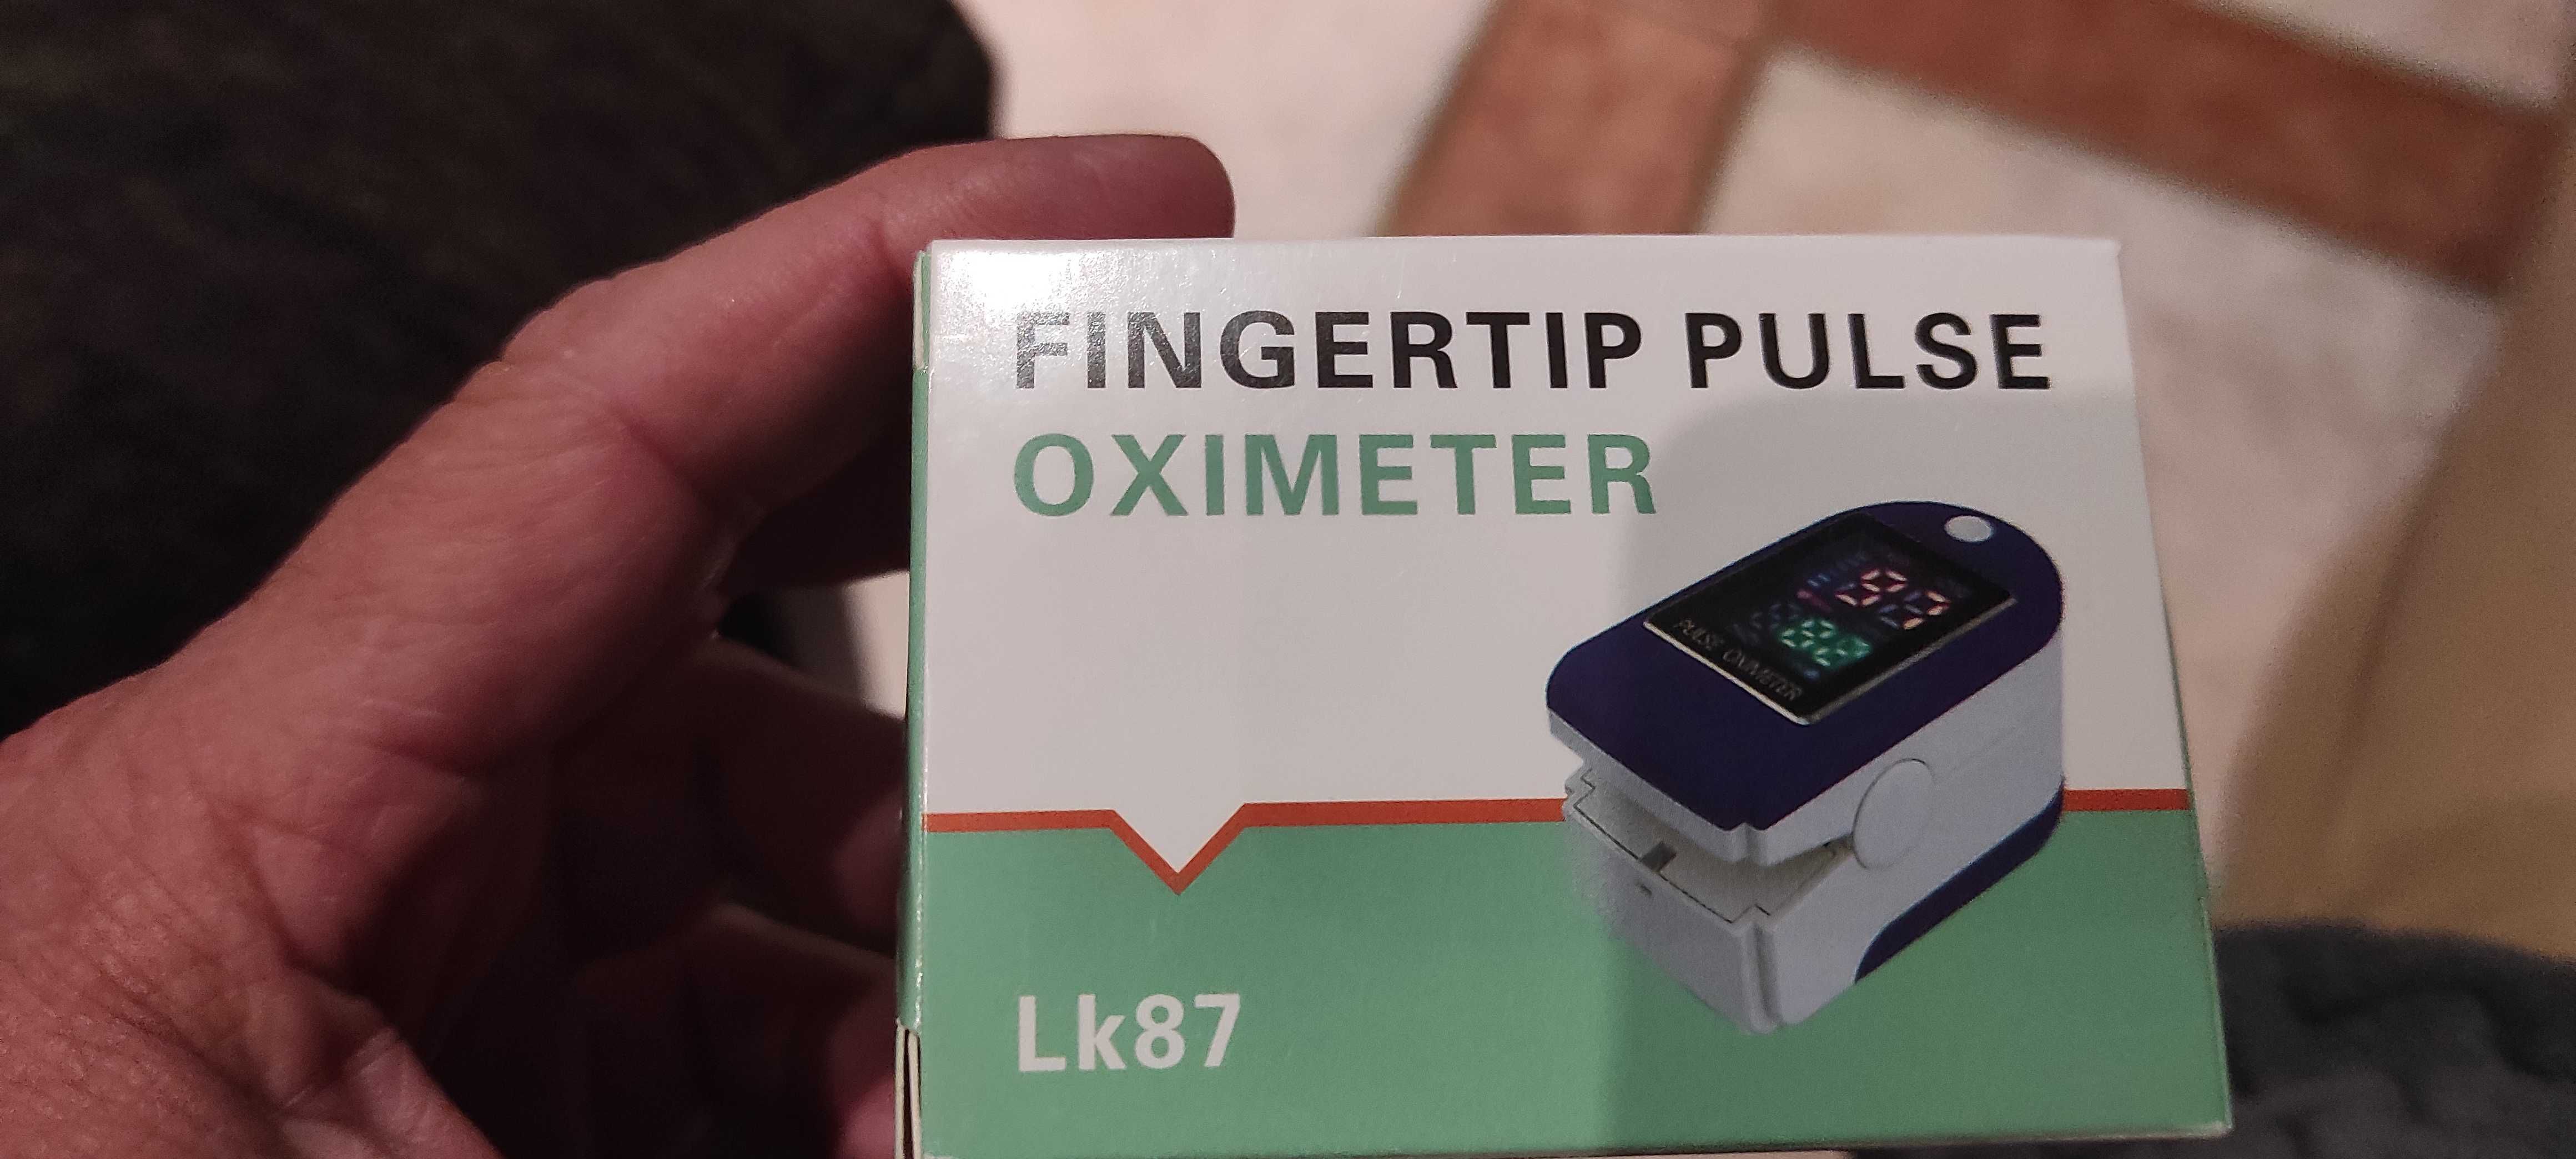 FINGERTIP PULSE
OXIMETER
PULSE OXIMETER
Lk87